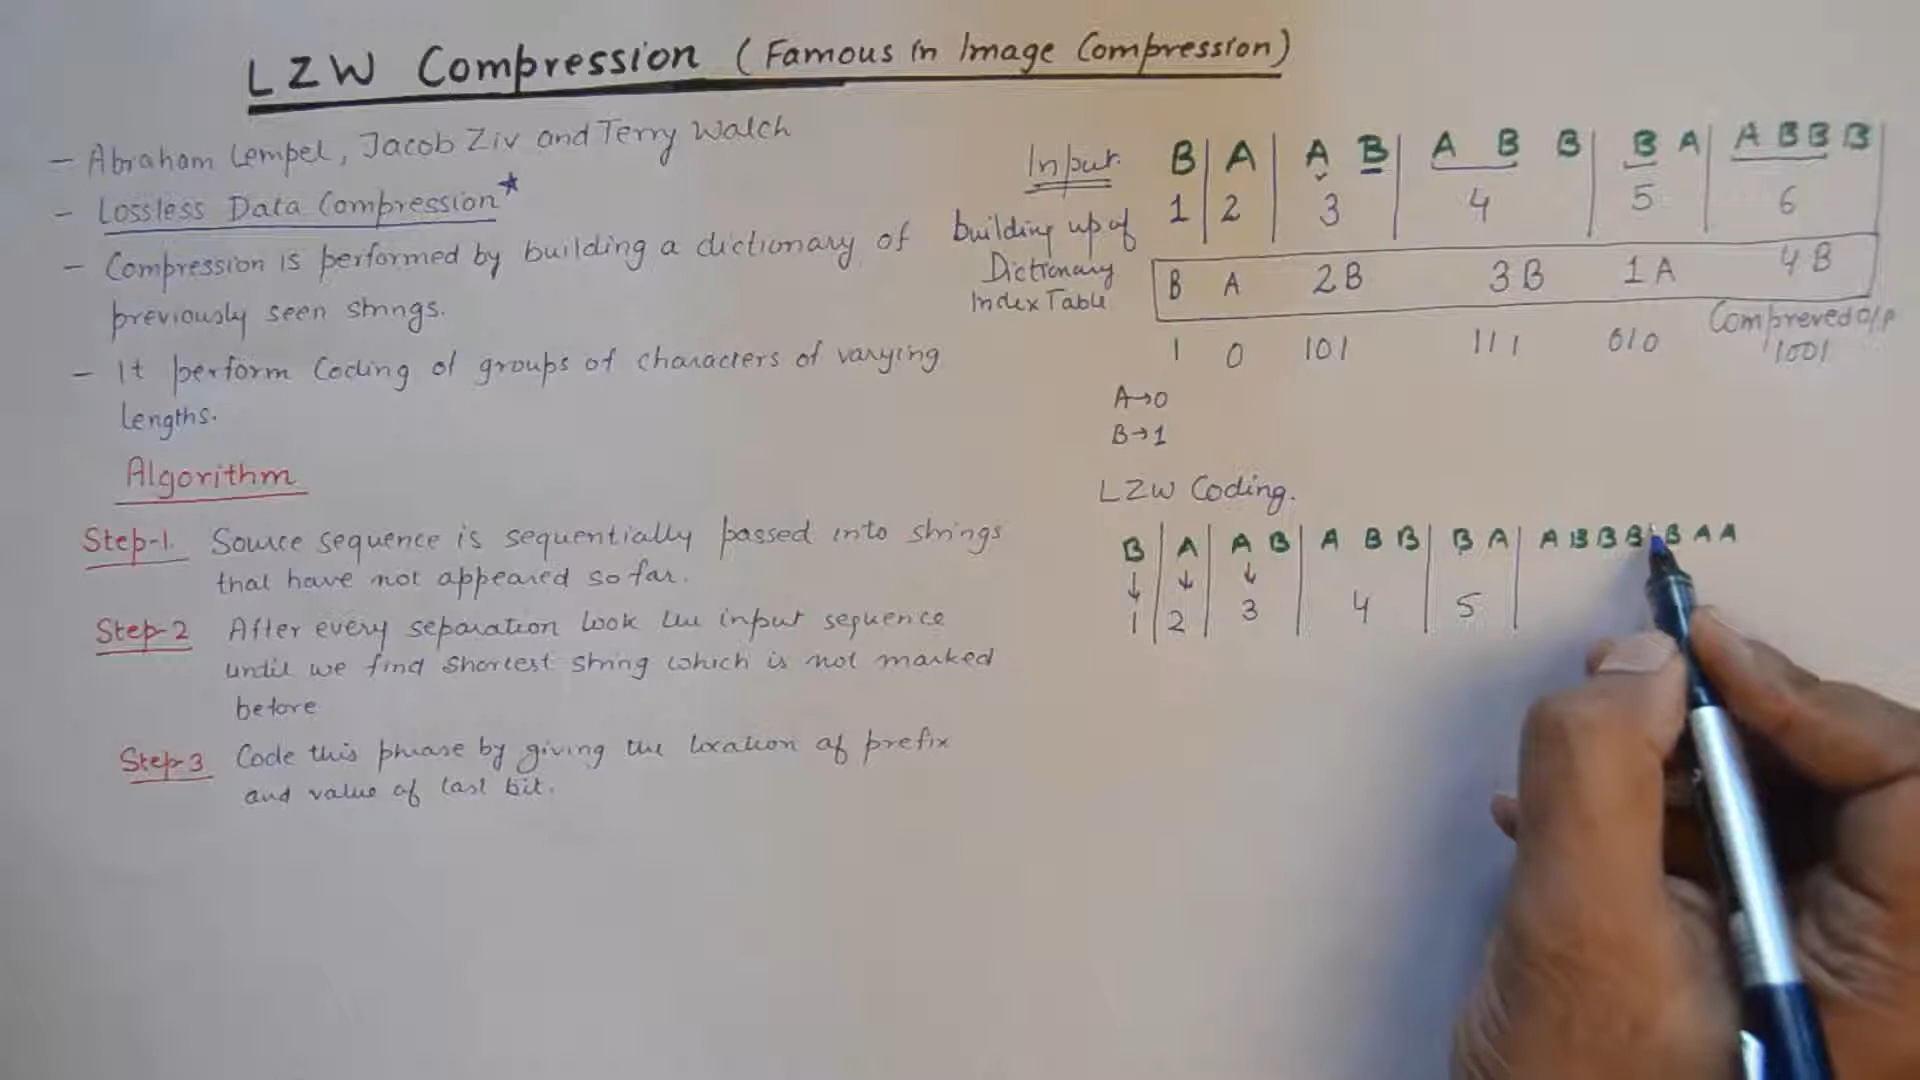 LZW Compression (Famous in Image Compression)
- Abraham Lempel, Jacob Ziv and Terry Walch
- Lossless Data Compression*
- Compression is performed by building a dictionary of
previously seen strings.
- It perform Coding of groups of characters of varying
lengths.
Algorithm
Step-1. Source sequence is sequentially passed into strings
that have not appeared so far.
Step-2 After every separation look the input sequence
until we find shortest string which is not marked
before
Step-3 Code this phrase by giving the location of prefix
and value of last bit.
Input B | A | A B | A B B | B A | A B B B |
1 | 2 | 3 | 4 | 5 | 6
building up of
Dictionary
Index Table
B A 2B 3B 1A 4B
Compreved o/p
1 0 101 111 010 1001
A→0
B→1
LZW Coding.
B | A | A B | A B B | B A | A B B B | B A A
↓ ↓ ↓
1 | 2 | 3 | 4 | 5 |